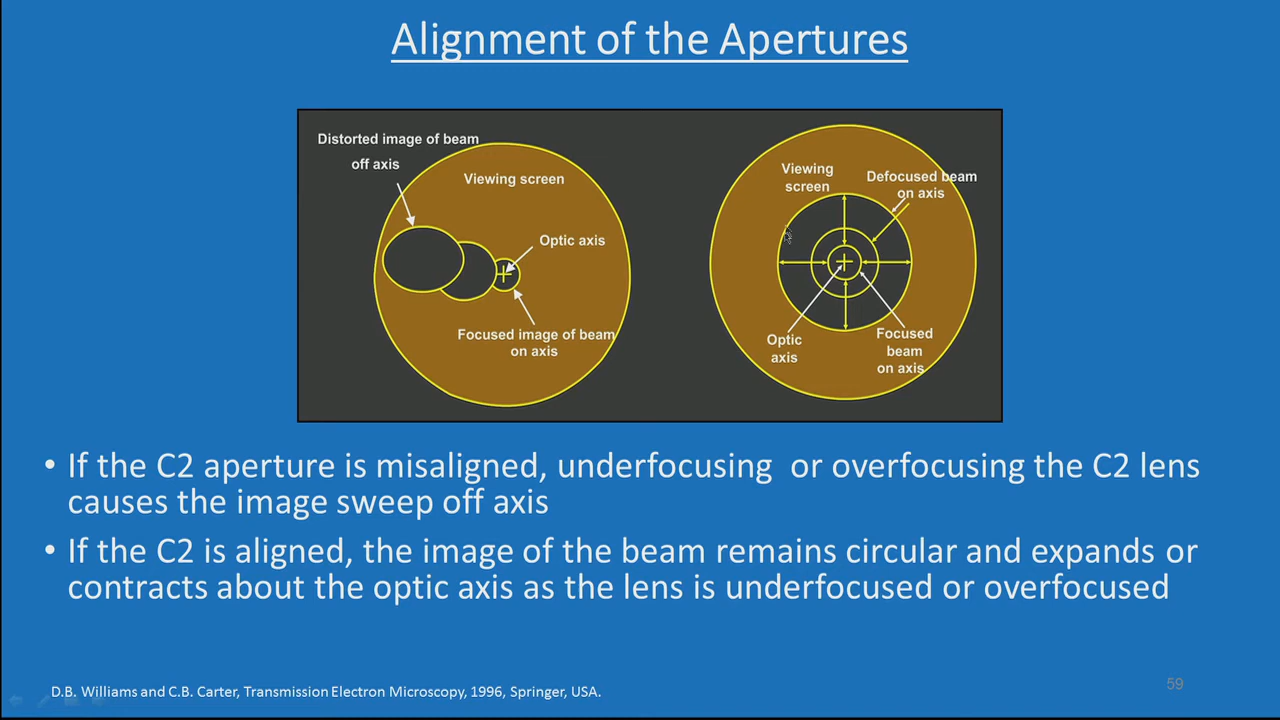 Alignment of the Apertures
Distorted image of beam
off axis
Viewing screen
Optic axis
Focused image of beam
on axis
Viewing
screen
Defocused beam
on axis
Optic
axis
Focused
beam
on axis
• If the C2 aperture is misaligned, underfocusing or overfocusing the C2 lens
causes the image sweep off axis
• If the C2 is aligned, the image of the beam remains circular and expands or
contracts about the optic axis as the lens is underfocused or overfocused
D.B. Williams and C.B. Carter, Transmission Electron Microscopy, 1996, Springer, USA.
59